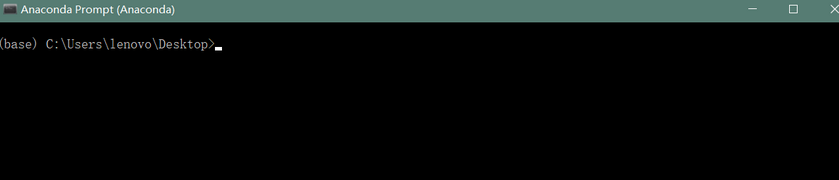 Anaconda Prompt (Anaconda)
(base) C:\Users\lenovo\Desktop>